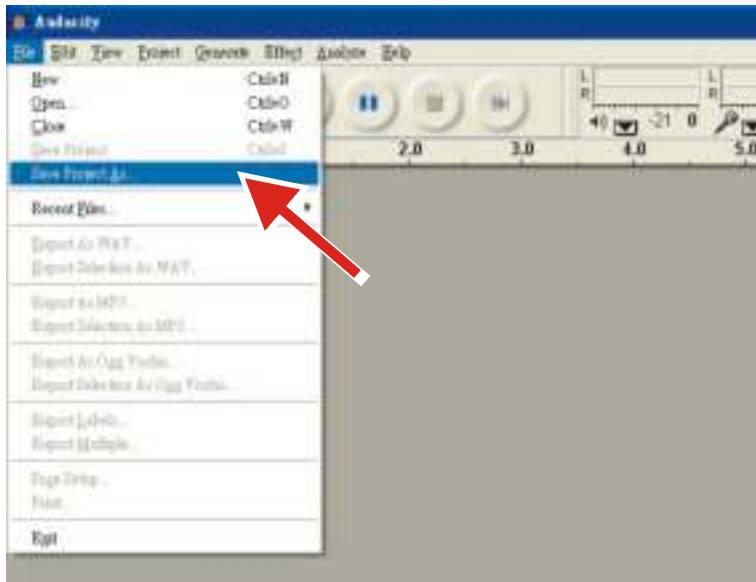 Audacity
File Edit View Project Generate Effect Analyze Help
New Ctrl+N
Open... Ctrl+O
Close Ctrl+W
Save Project Ctrl+S
Save Project As...
Recent Files...
Export As WAV...
Export Selection As WAV...
Export As MP3...
Export Selection As MP3...
Export As Ogg Vorbis...
Export Selection As Ogg Vorbis...
Export Labels...
Export Multiple...
Page Setup...
Print...
Exit
L
R
-21 0
L
R
2.0 3.0 4.0 5.0